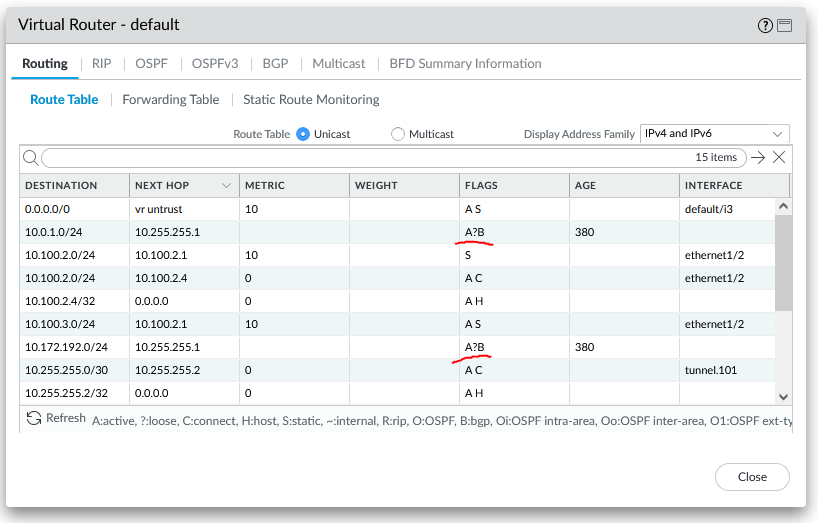 Virtual Router - default
Routing RIP OSPF OSPFv3 BGP Multicast BFD Summary Information
Route Table Forwarding Table Static Route Monitoring
Route Table Unicast Multicast Display Address Family IPv4 and IPv6
15 items
DESTINATION NEXT HOP METRIC WEIGHT FLAGS AGE INTERFACE
0.0.0.0/0 vr untrust 10 A S default/i3
10.0.1.0/24 10.255.255.1 A?B 380
10.100.2.0/24 10.100.2.1 10 S ethernet1/2
10.100.2.0/24 10.100.2.4 0 A C ethernet1/2
10.100.2.4/32 0.0.0.0 0 A H
10.100.3.0/24 10.100.2.1 10 A S ethernet1/2
10.172.192.0/24 10.255.255.1 A?B 380
10.255.255.0/30 10.255.255.2 0 A C tunnel.101
10.255.255.2/32 0.0.0.0 0 A H
Refresh A:active, ?:loose, C:connect, H:host, S:static, ~:internal, R:rip, O:OSPF, B:bgp, Oi:OSPF intra-area, Oo:OSPF inter-area, O1:OSPF ext-ty
Close